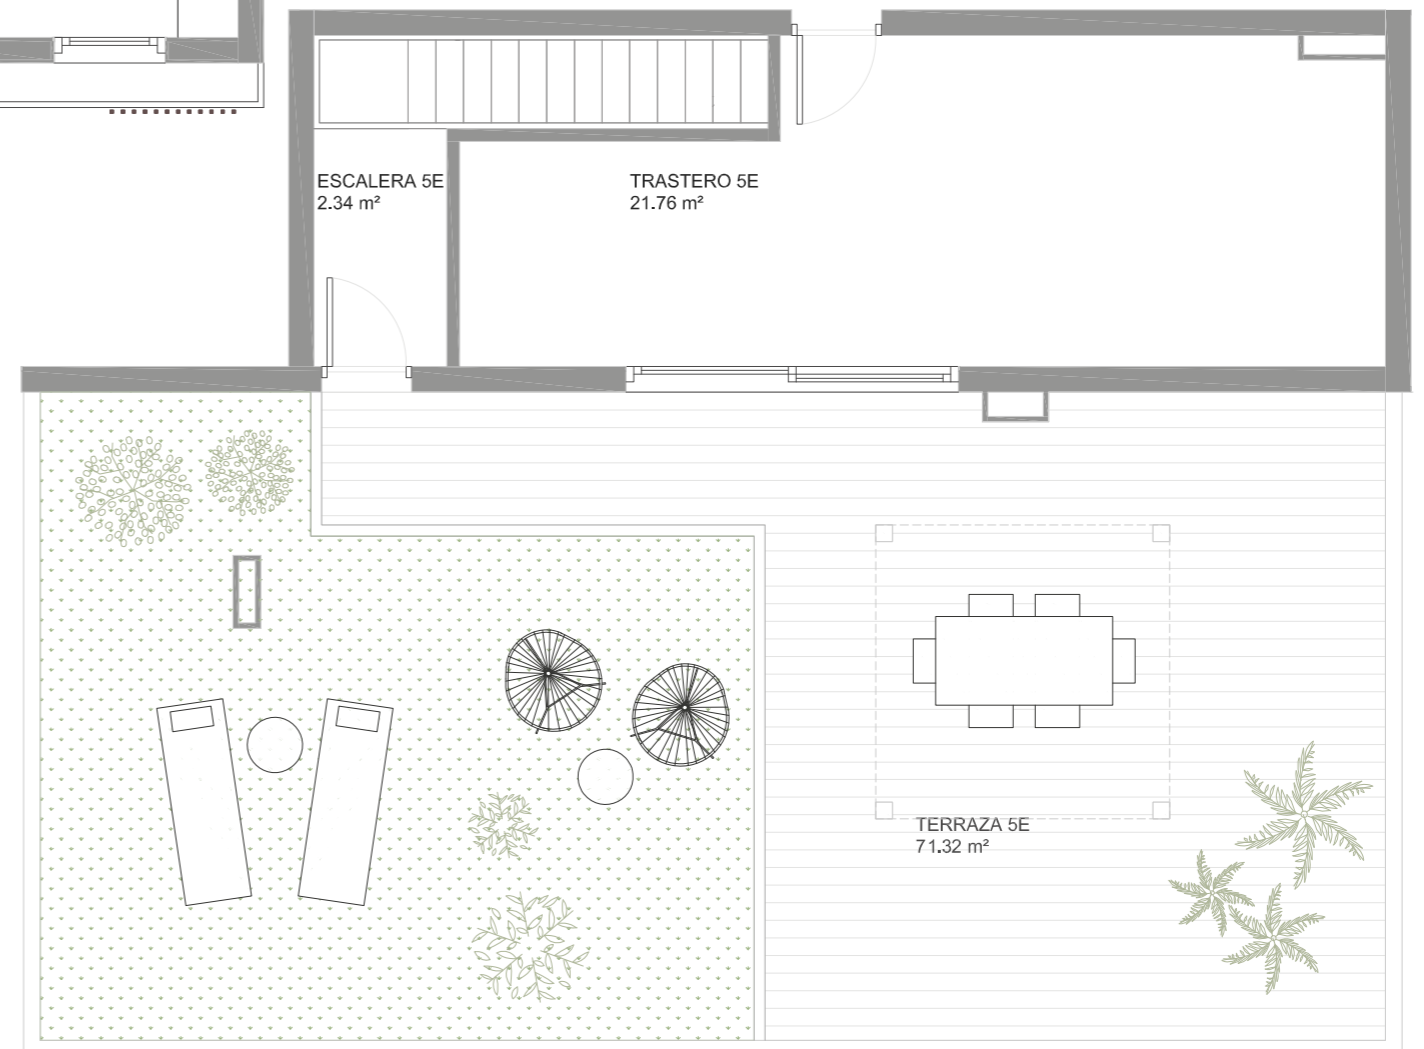 ESCALERA 5E
2.34 m²
TRASTERO 5E
21.76 m²
TERRAZA 5E
71.32 m²